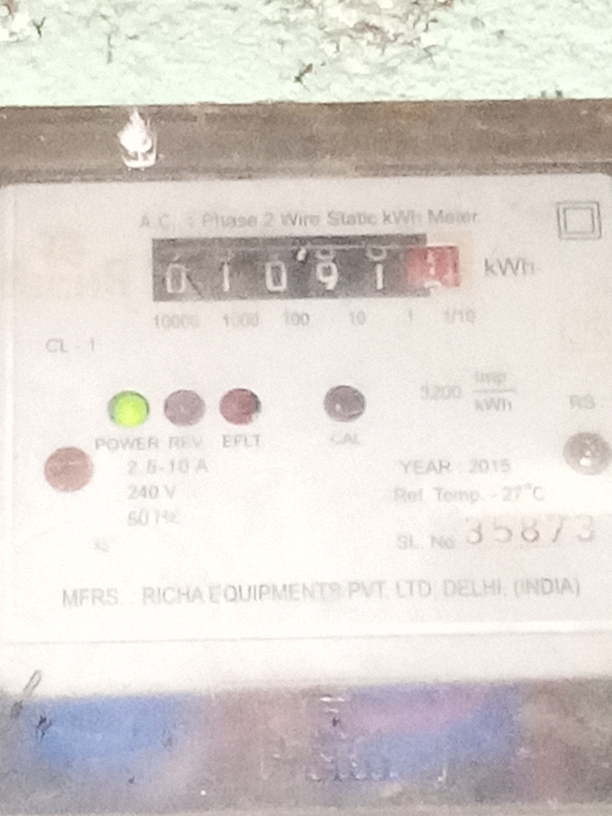 A.C. 1 Phase 2 Wire Static kWh Meter
0 1 0 9 1
kWh
10000 1000 100 10 1 1/10
CL - 1
3200 Imp
kWh
RS
POWER REV EFLT CAL
2.5-10 A
240 V
50 Hz
YEAR : 2015
Ref. Temp. - 27°C
SL. No. 35873
MFRS. : RICHA EQUIPMENTS PVT. LTD. DELHI, (INDIA)